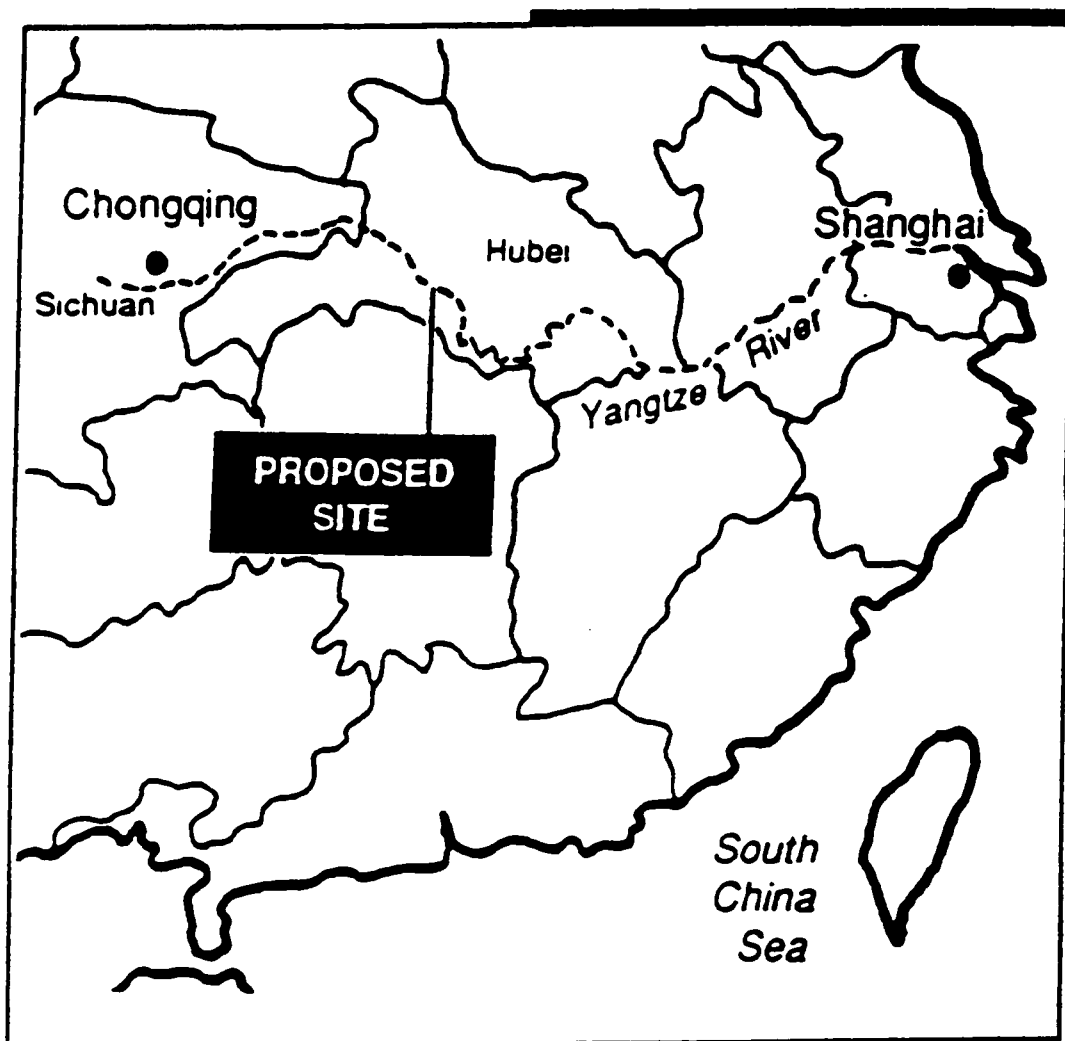 Chongqing
Shanghai
Hubei
Sichuan
River
Yangtze
PROPOSED
SITE
South
China
Sea